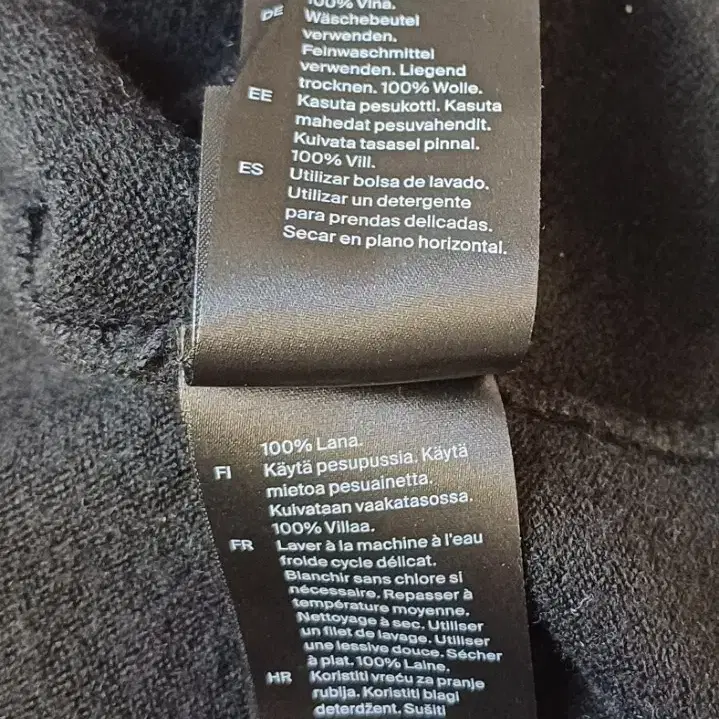 100% Vlna.
DE Wäschebeutel
verwenden.
Feinwaschmittel
verwenden. Liegend
trocknen. 100% Wolle.
EE Kasuta pesukotti. Kasuta
mahedat pesuvahendit.
Kuivata tasasel pinnal.
100% Vill.
ES Utilizar bolsa de lavado.
Utilizar un detergente
para prendas delicadas.
Secar en plano horizontal.
100% Lana.
FI Käytä pesupussia. Käytä
mietoa pesuainetta.
Kuivataan vaakatasossa.
100% Villaa.
FR Laver à la machine à l'eau
froide cycle délicat.
Blanchir sans chlore si
nécessaire. Repasser à
température moyenne.
Nettoyage à sec. Utiliser
un filet de lavage. Utiliser
une lessive douce. Sécher
à plat. 100% Laine.
HR Koristiti vreću za pranje
rublja. Koristiti blagi
deterdžent. Sušiti